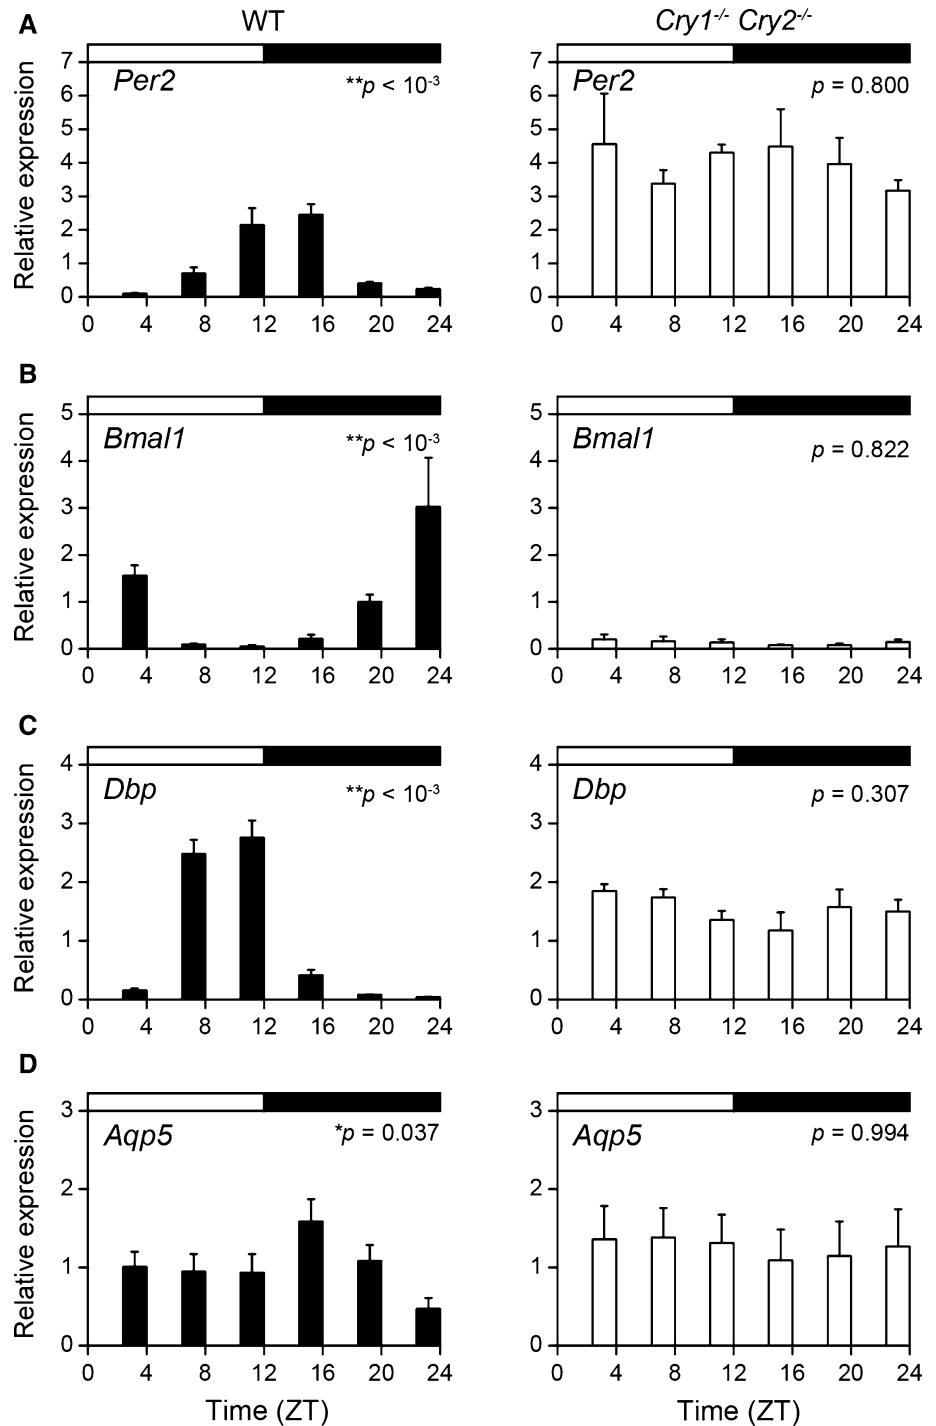 A
WT
Cry1-/- Cry2-/-
Relative expression
7
6
5
4
3
2
1
0
Per2
**p < 10-3
0 4 8 12 16 20 24
7
6
5
4
3
2
1
0
Per2
p = 0.800
0 4 8 12 16 20 24
B
Relative expression
5
4
3
2
1
0
Bmal1
**p < 10-3
0 4 8 12 16 20 24
5
4
3
2
1
0
Bmal1
p = 0.822
0 4 8 12 16 20 24
C
Relative expression
4
3
2
1
0
Dbp
**p < 10-3
0 4 8 12 16 20 24
4
3
2
1
0
Dbp
p = 0.307
0 4 8 12 16 20 24
D
Relative expression
3
2
1
0
Aqp5
*p = 0.037
0 4 8 12 16 20 24
Time (ZT)
3
2
1
0
Aqp5
p = 0.994
0 4 8 12 16 20 24
Time (ZT)